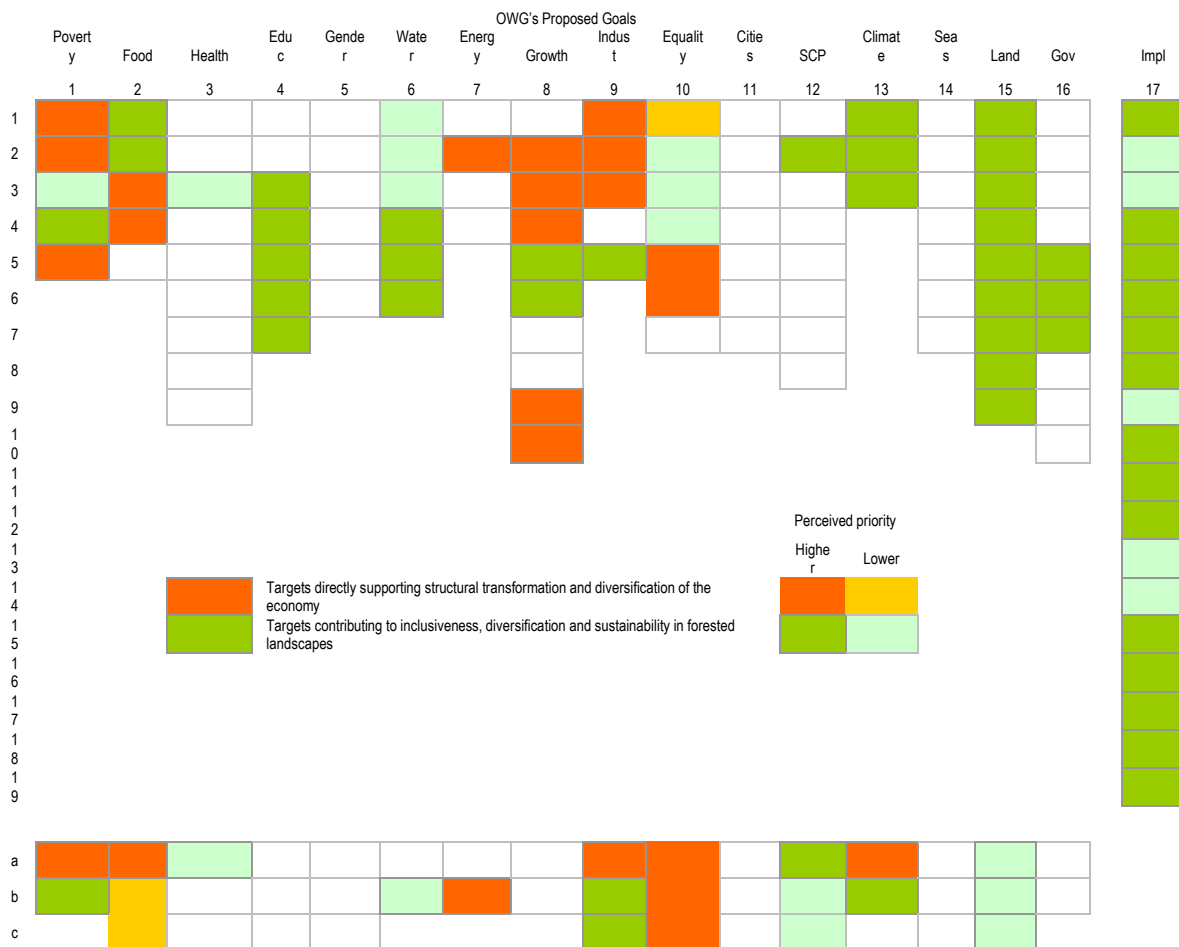 OWG's Proposed Goals
Povert
y
Food
Health
Edu
c
Gende
r
Wate
r
Energ
y
Growth
Indus
t
Equalit
y
Citie
s
SCP
Climat
e
Sea
s
Land
Gov
Impl
1 2 3 4 5 6 7 8 9 10 11 12 13 14 15 16 17
1
2
3
4
5
6
7
8
9
1
0
1
1
1
2
Perceived priority
Highe
r
Lower
1
3
1
4
Targets directly supporting structural transformation and diversification of the
economy
1
5
Targets contributing to inclusiveness, diversification and sustainability in forested
landscapes
1
6
1
7
1
8
1
9
a
b
c